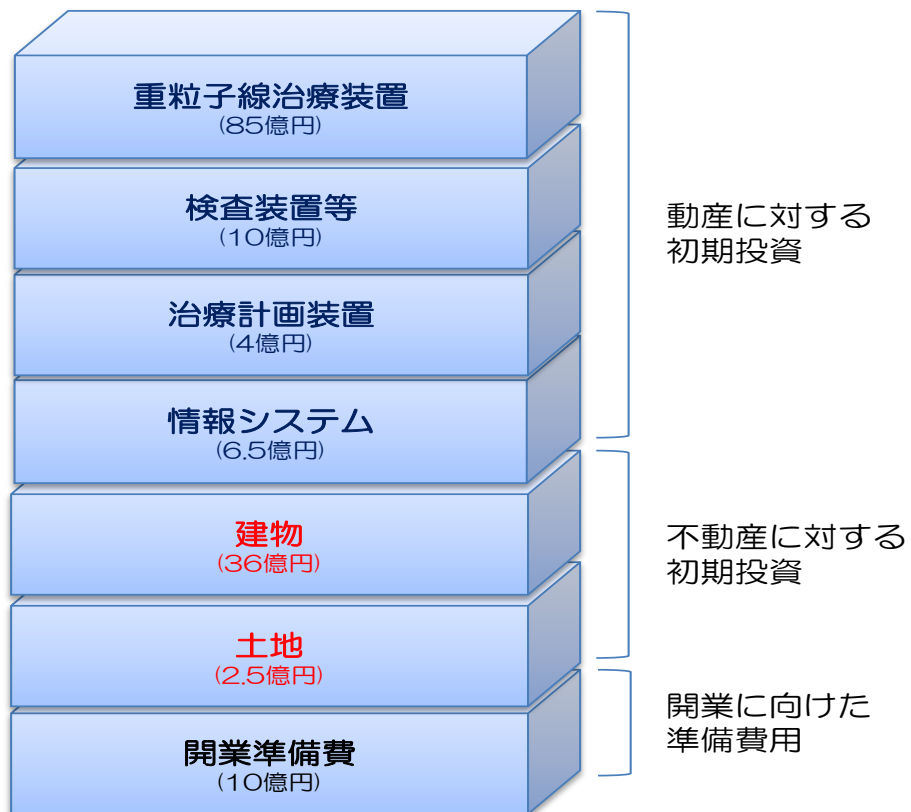 重粒子線治療装置
(85億円)
検査装置等
(10億円)
治療計画装置
(4億円)
情報システム
(6.5億円)
動産に対する
初期投資
建物
(36億円)
土地
(2.5億円)
不動産に対する
初期投資
開業準備費
(10億円)
開業に向けた
準備費用